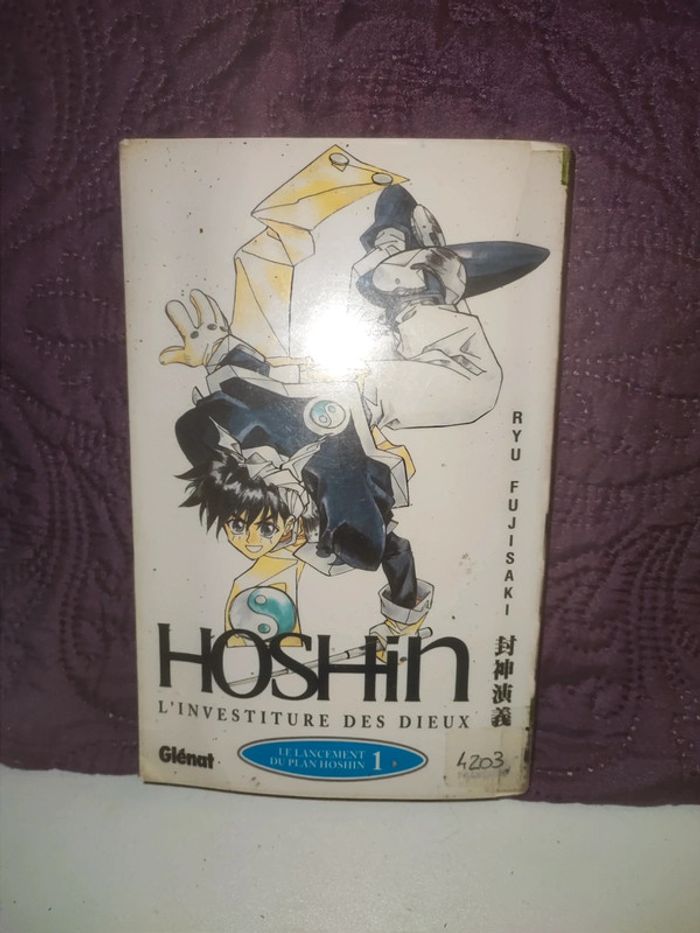 RYU FUJISAKI
封神演義
HOSHin
L'INVESTITURE DES DIEUX
Glénat
LE LANCEMENT
DU PLAN HOSHIN 1
4203